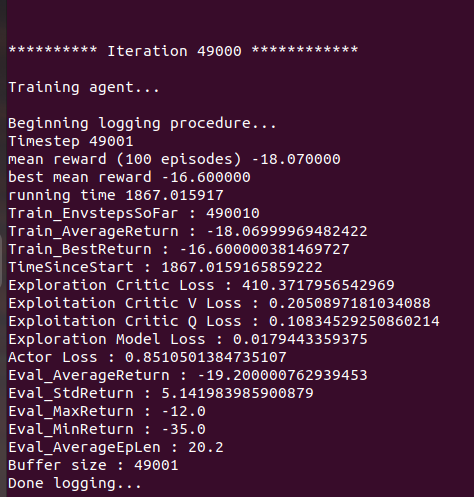 ********** Iteration 49000 ************
Training agent...
Beginning logging procedure...
Timestep 49001
mean reward (100 episodes) -18.070000
best mean reward -16.600000
running time 1867.015917
Train_EnvstepsSoFar : 490010
Train_AverageReturn : -18.06999969482422
Train_BestReturn : -16.600000381469727
TimeSinceStart : 1867.0159165859222
Exploration Critic Loss : 410.3717956542969
Exploitation Critic V Loss : 0.2050897181034088
Exploitation Critic Q Loss : 0.10834529250860214
Exploration Model Loss : 0.0179443359375
Actor Loss : 0.8510501384735107
Eval_AverageReturn : -19.200000762939453
Eval_StdReturn : 5.141983985900879
Eval_MaxReturn : -12.0
Eval_MinReturn : -35.0
Eval_AverageEpLen : 20.2
Buffer size : 49001
Done logging...